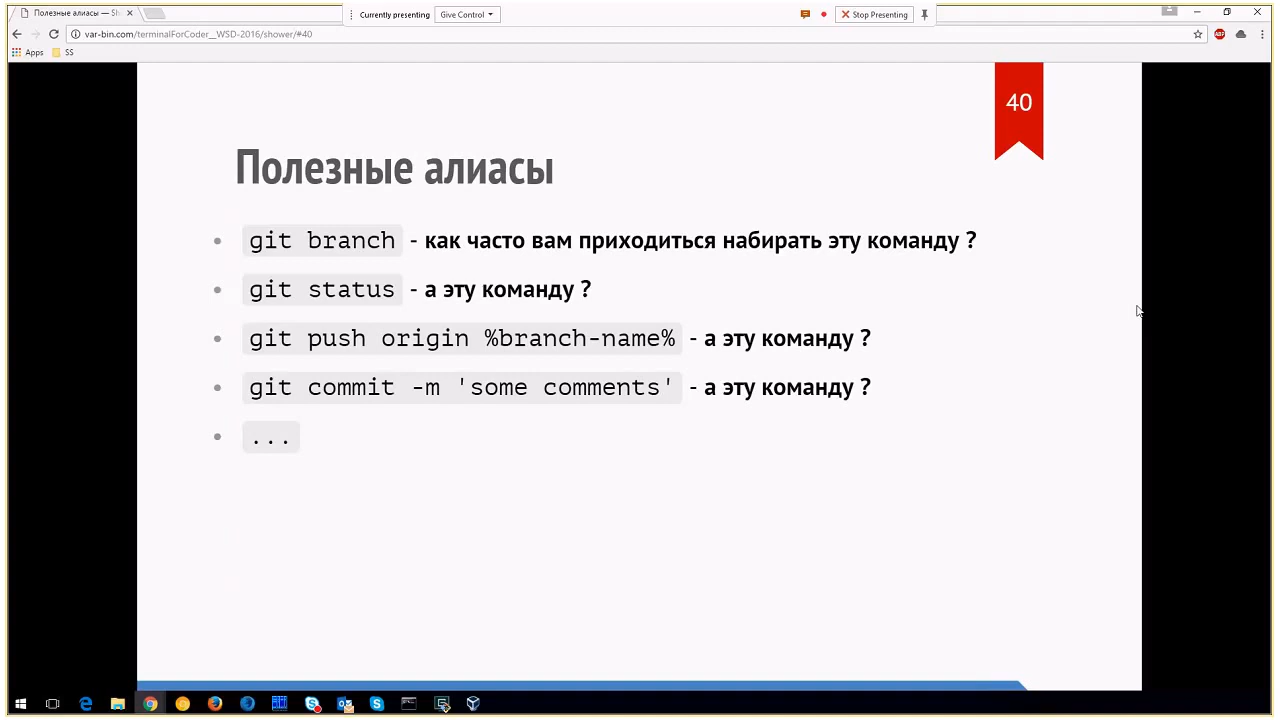 Полезные алиасы — Sh
Currently presenting
Give Control
Stop Presenting
var-bin.com/terminalForCoder__WSD-2016/shower/#40
Apps
SS
40
Полезные алиасы
git branch - как часто вам приходиться набирать эту команду ?
git status - а эту команду ?
git push origin %branch-name% - а эту команду ?
git commit -m 'some comments' - а эту команду ?
...